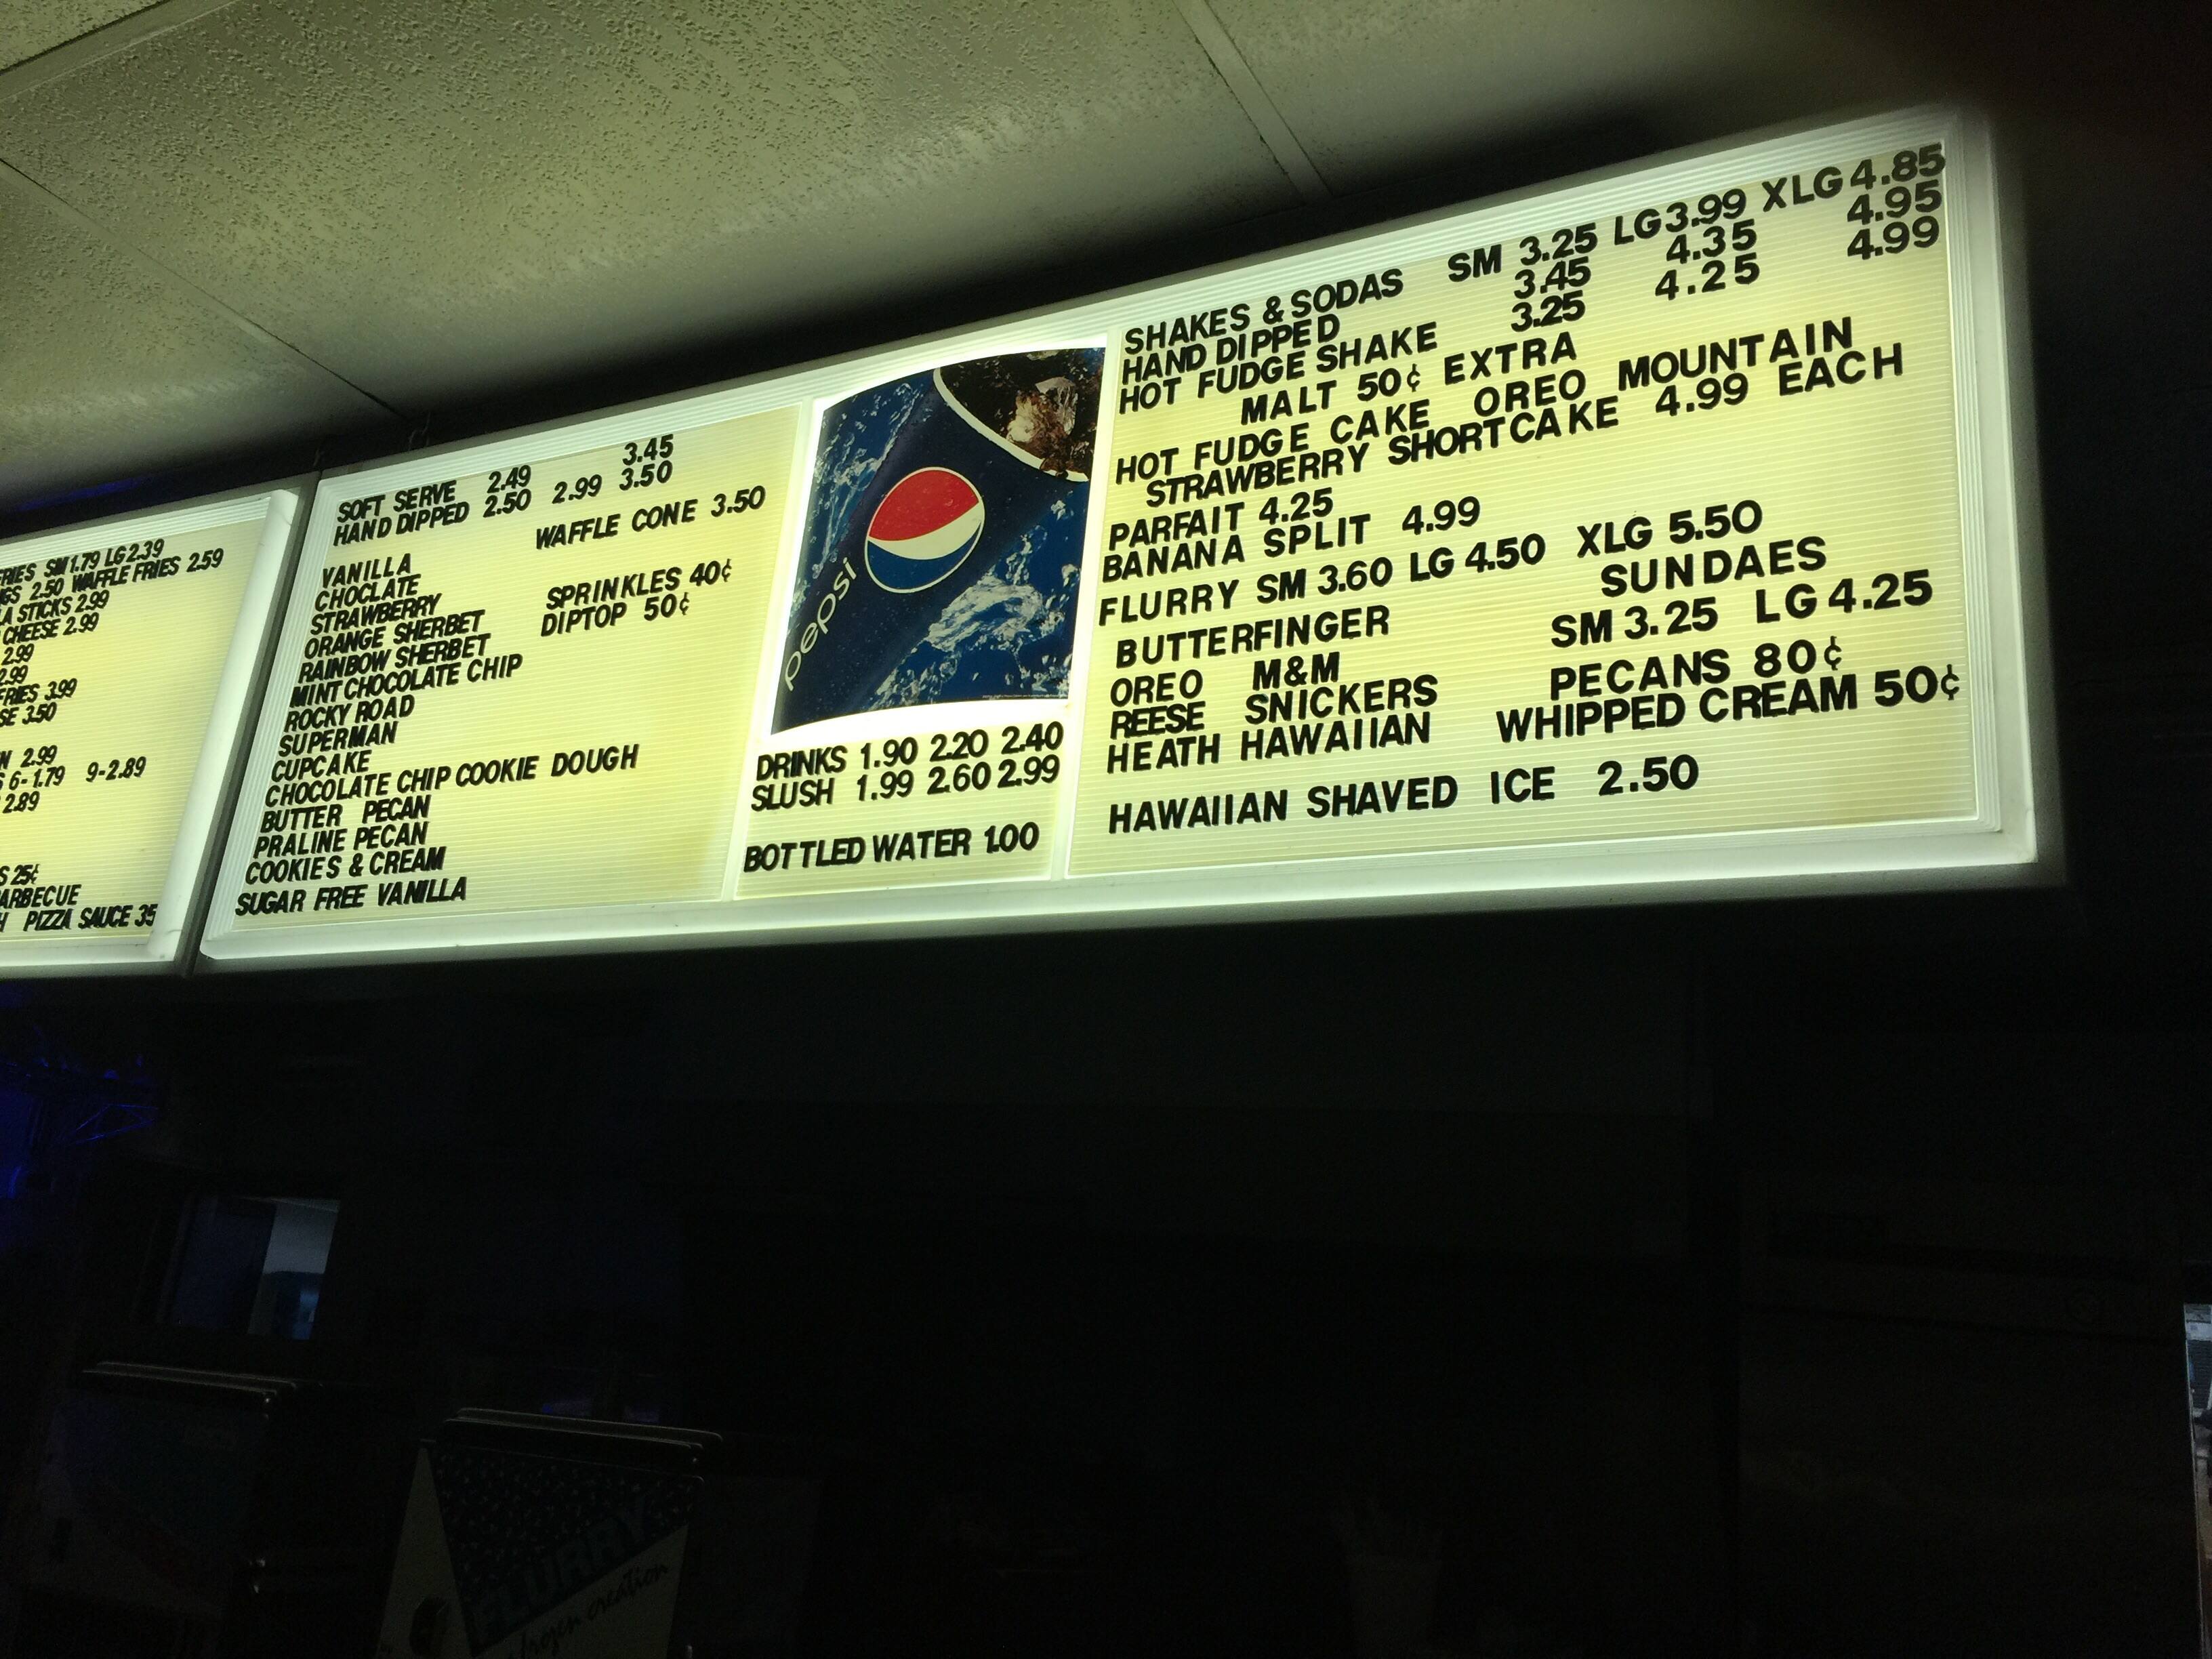 FRIES SM 1.79 LG 2.39
2.50 WAFFLE FRIES 2.59
STICKS 2.99
CHEESE 2.99
2.99
2.99
FRIES 3.99
3.50
2.99
6-1.79 9-2.89
2.89
25¢
BARBECUE
PIZZA SAUCE 35
SOFT SERVE 2.49 3.45
HAND DIPPED 2.50 2.99 3.50
WAFFLE CONE 3.50
VANILLA
CHOCLATE
STRAWBERRY
ORANGE SHERBET
RAINBOW SHERBET
MINT CHOCOLATE CHIP
ROCKY ROAD
SUPERMAN
CUPCAKE
CHOCOLATE CHIP COOKIE DOUGH
BUTTER PECAN
PRALINE PECAN
COOKIES & CREAM
SUGAR FREE VANILLA
SPRINKLES 40¢
DIPTOP 50¢
pepsi
DRINKS 1.90 2.20 2.40
SLUSH 1.99 2.60 2.99
BOTTLED WATER 1.00
SHAKES & SODAS SM 3.25 LG 3.99 XLG 4.85
HAND DIPPED 3.45 4.35 4.95
HOT FUDGE SHAKE 3.25 4.25 4.99
MALT 50¢ EXTRA
HOT FUDGE CAKE OREO MOUNTAIN
STRAWBERRY SHORTCAKE 4.99 EACH
PARFAIT 4.25
BANANA SPLIT 4.99
FLURRY SM 3.60 LG 4.50 XLG 5.50
BUTTERFINGER
OREO M&M
REESE SNICKERS
HEATH HAWAIIAN
SUNDAES
SM 3.25 LG 4.25
PECANS 80¢
WHIPPED CREAM 50¢
HAWAIIAN SHAVED ICE 2.50
FLURRY
frozen creation